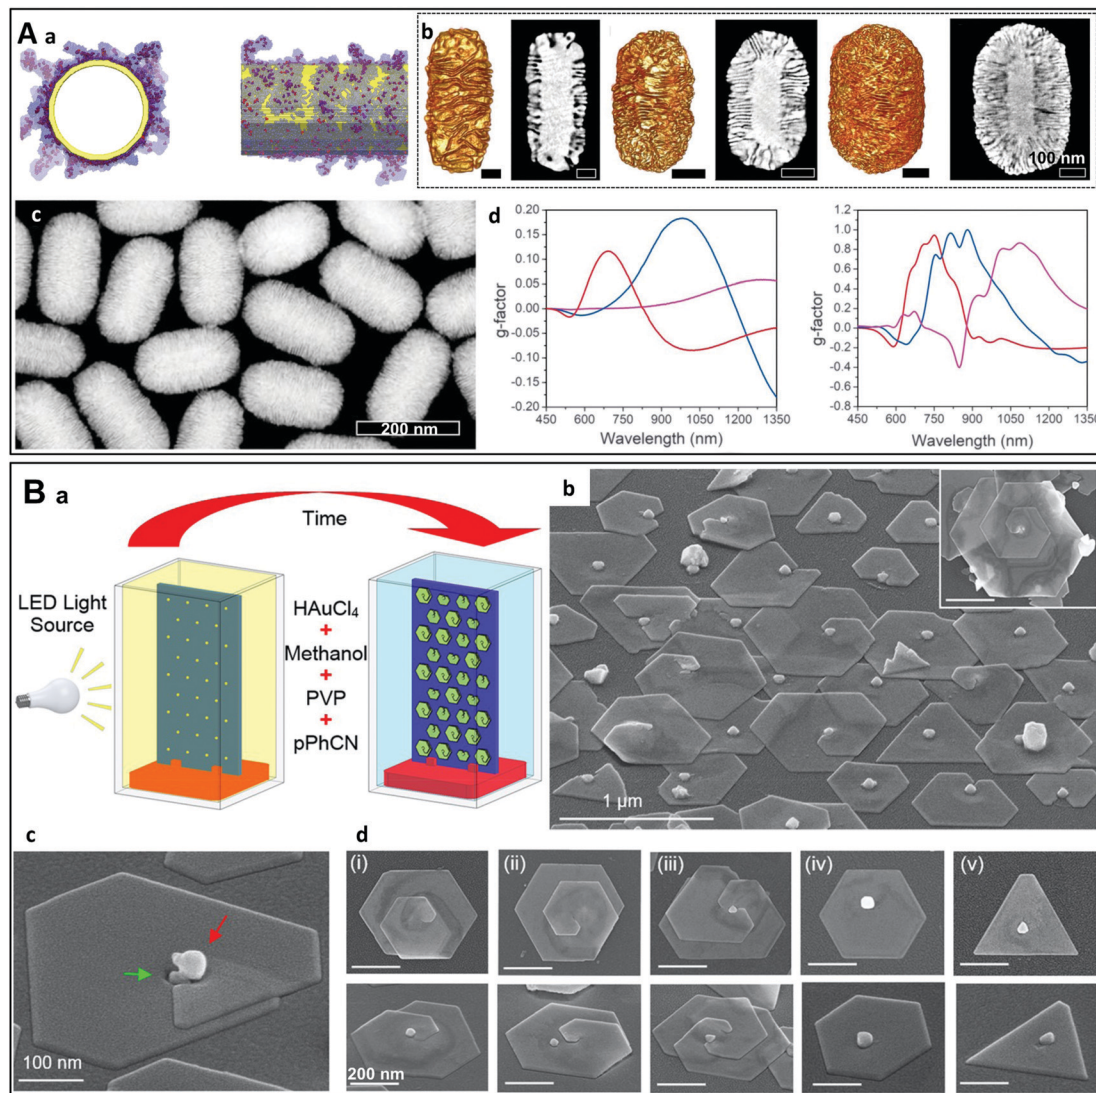 A a
b
100 nm
c
200 nm
d
0.20
0.15
0.10
0.05
0.00
-0.05
-0.10
-0.15
-0.20
g-factor
450 600 750 900 1050 1200 1350
Wavelength (nm)
1.2
1.0
0.8
0.6
0.4
0.2
0.0
-0.2
-0.4
-0.6
-0.8
g-factor
450 600 750 900 1050 1200 1350
Wavelength (nm)
B a
Time
LED Light
Source
HAuCl4
+
Methanol
+
PVP
+
pPhCN
b
1 µm
c
100 nm
d
(i)
(ii)
(iii)
(iv)
(v)
200 nm